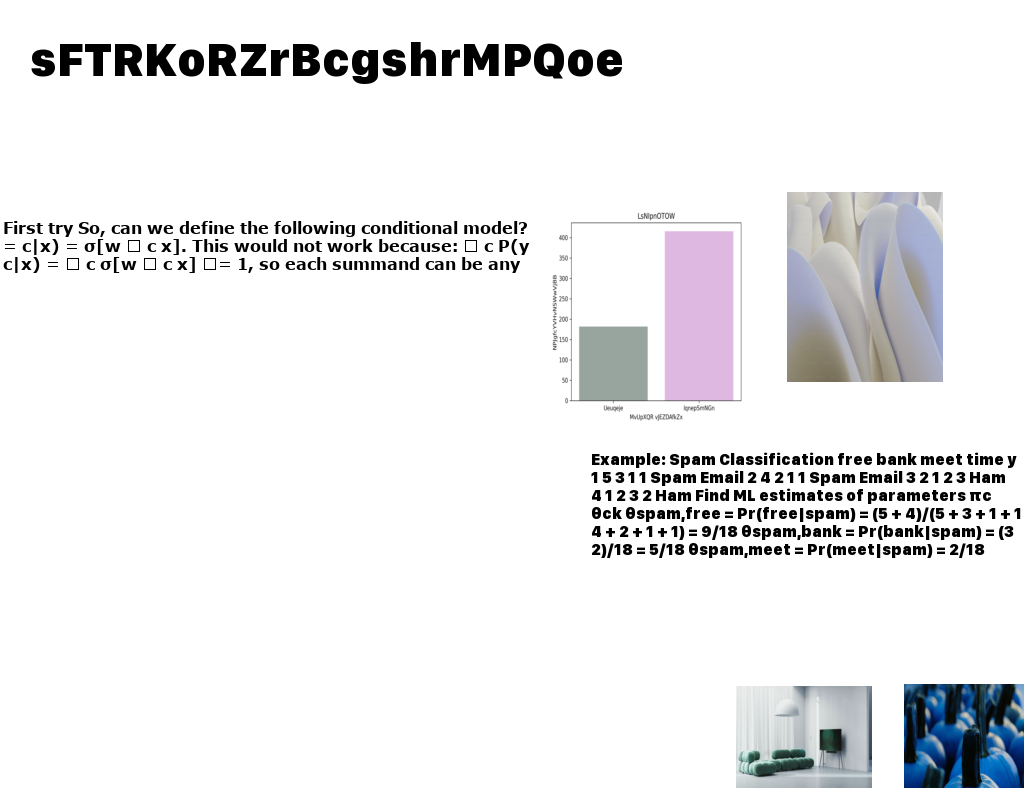 sFTRKoRZrBcgshrMPQoe
First try So, can we define the following conditional model?
= c|x) = σ[w □ c x]. This would not work because: □ c P(y
c|x) = □ c σ[w □ c x] □= 1, so each summand can be any
LsNlpnOTOW
400
350
300
250
200
150
100
50
0
Ueuqeje
IqnepSmNGn
MvUpXQR vJEZDAfkZx
Example: Spam Classification free bank meet time y
1 5 3 1 1 Spam Email 2 4 2 1 1 Spam Email 3 2 1 2 3 Ham
4 1 2 3 2 Ham Find ML estimates of parameters πc
θck θspam,free = Pr(free|spam) = (5 + 4)/(5 + 3 + 1 + 1
4 + 2 + 1 + 1) = 9/18 θspam,bank = Pr(bank|spam) = (3
2)/18 = 5/18 θspam,meet = Pr(meet|spam) = 2/18